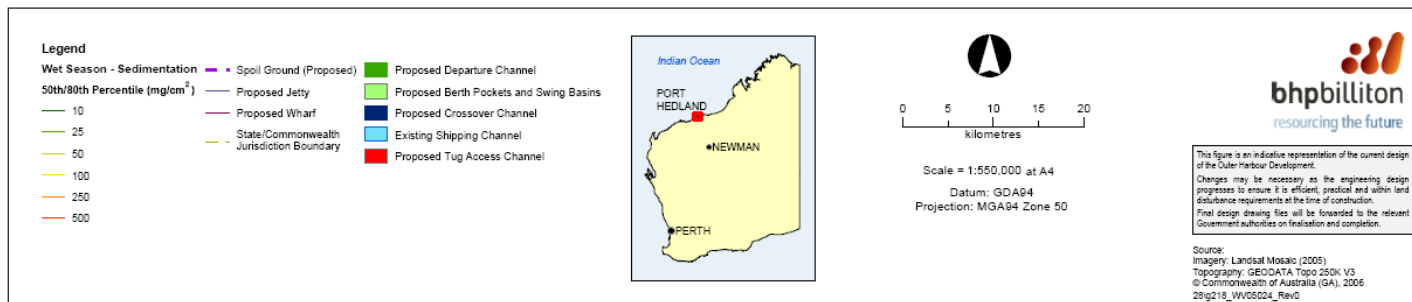 Legend
Wet Season - Sedimentation
50th/80th Percentile (mg/cm²)
10
25
50
100
250
500
Spoil Ground (Proposed)
Proposed Jetty
Proposed Wharf
State/Commonwealth
Jurisdiction Boundary
Proposed Departure Channel
Proposed Berth Pockets and Swing Basins
Proposed Crossover Channel
Existing Shipping Channel
Proposed Tug Access Channel
Indian Ocean
PORT
HEDLAND
NEWMAN
PERTH
0 5 10 15 20
kilometres
Scale = 1:550,000 at A4
Datum: GDA94
Projection: MGA94 Zone 50
bhpbilliton
resourcing the future
This figure is an indicative representation of the current design
of the Outer Harbour Development.
Changes may be necessary as the engineering design
progresses to ensure it is efficient, practical and within land
disturbance requirements at the time of construction.
Final design drawing files will be forwarded to the relevant
Government authorities on finalisation and completion.
Source:
Imagery: Landsat Mosaic (2005)
Topography: GEODATA Topo 250K V3
© Commonwealth of Australia (GA), 2006
28\g218_WV05024_Rev0